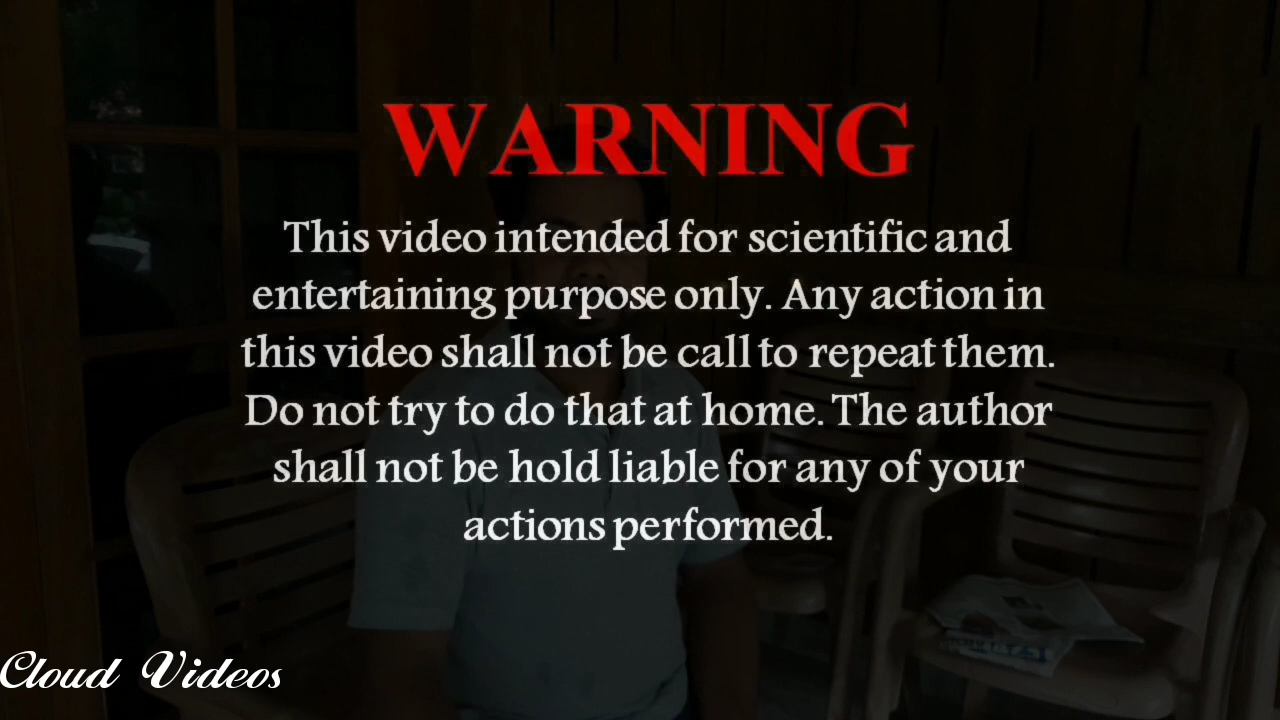 WARNING
This video intended for scientific and
entertaining purpose only. Any action in
this video shall not be call to repeat them.
Do not try to do that at home. The author
shall not be hold liable for any of your
actions performed.
Cloud Videos